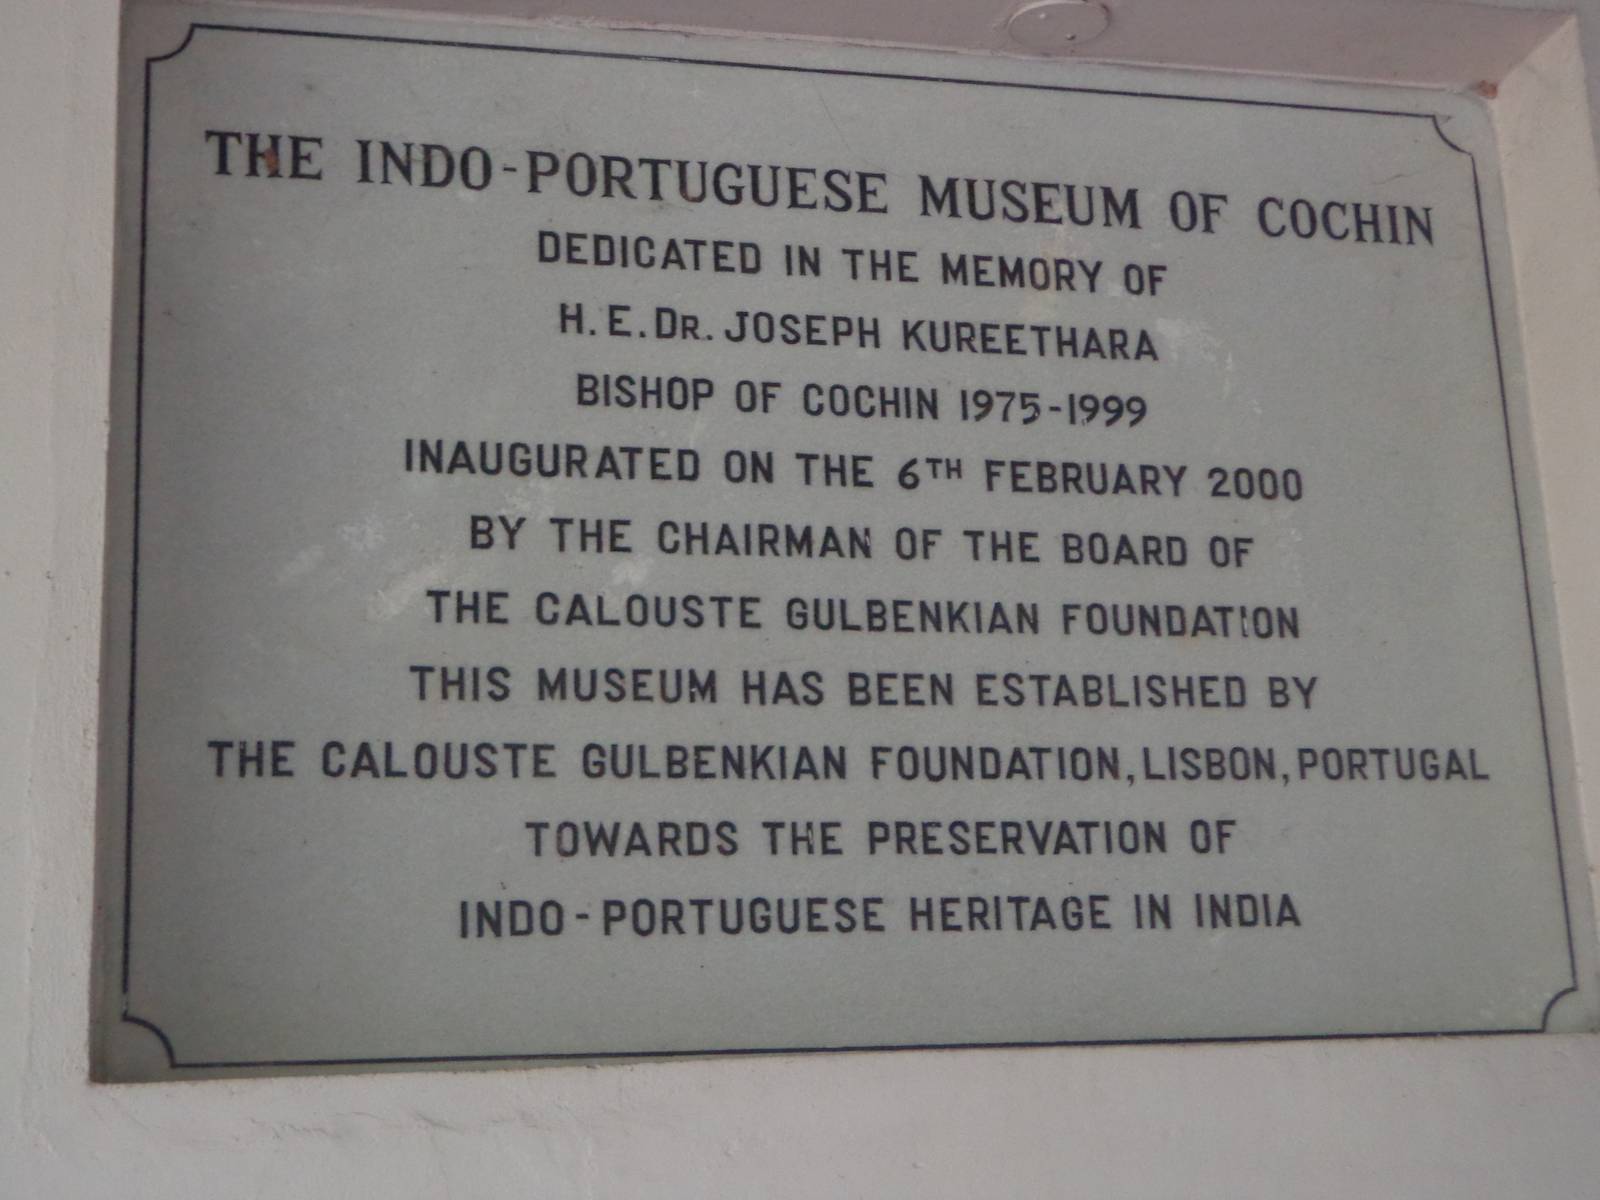 THE INDO-PORTUGUESE MUSEUM OF COCHIN
DEDICATED IN THE MEMORY OF
H.E.DR. JOSEPH KUREETHARA
BISHOP OF COCHIN 1975-1999
INAUGURATED ON THE 6TH FEBRUARY 2000
BY THE CHAIRMAN OF THE BOARD OF
THE CALOUSTE GULBENKIAN FOUNDATION
THIS MUSEUM HAS BEEN ESTABLISHED BY
THE CALOUSTE GULBENKIAN FOUNDATION, LISBON, PORTUGAL
TOWARDS THE PRESERVATION OF
INDO-PORTUGUESE HERITAGE IN INDIA